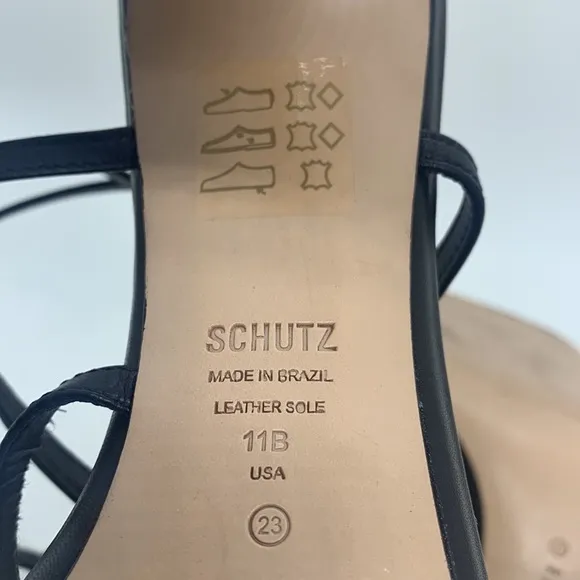 SCHUTZ
MADE IN BRAZIL
LEATHER SOLE
11B
USA
23